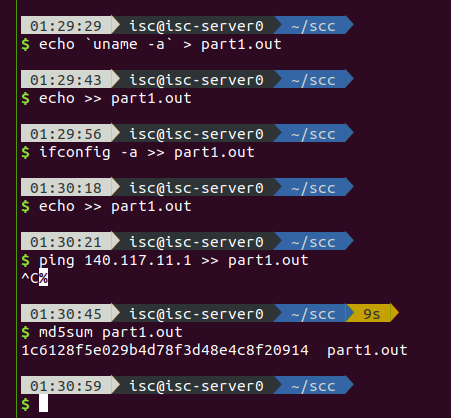 01:29:29 isc@isc-server0 ~/scc
$ echo `uname -a` > part1.out
01:29:43 isc@isc-server0 ~/scc
$ echo >> part1.out
01:29:56 isc@isc-server0 ~/scc
$ ifconfig -a >> part1.out
01:30:18 isc@isc-server0 ~/scc
$ echo >> part1.out
01:30:21 isc@isc-server0 ~/scc
$ ping 140.117.11.1 >> part1.out
^C%
01:30:45 isc@isc-server0 ~/scc 9s
$ md5sum part1.out
1c6128f5e029b4d78f3d48e4c8f20914  part1.out
01:30:59 isc@isc-server0 ~/scc
$